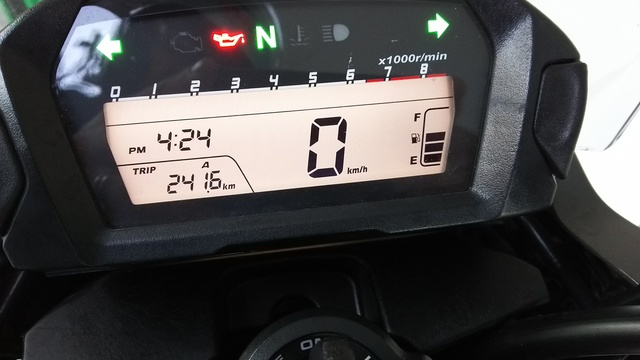 N
x1000r/min
0 1 2 3 4 5 6 7 8
PM 4:24
0 km/h
F
E
TRIP A
241.6 km
ON